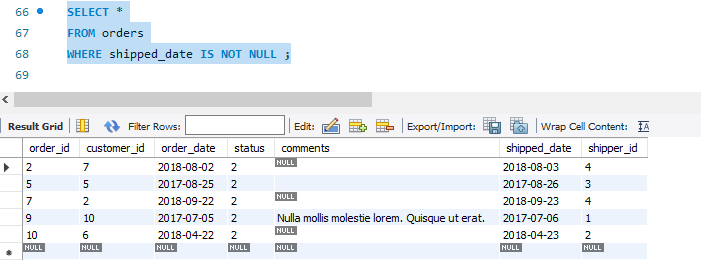 66 SELECT *
67 FROM orders
68 WHERE shipped_date IS NOT NULL ;
69
Result Grid Filter Rows: Edit: Export/Import: Wrap Cell Content: IA
order_id customer_id order_date status comments shipped_date shipper_id
2 7 2018-08-02 2 NULL 2018-08-03 4
5 5 2017-08-25 2 2017-08-26 3
7 2 2018-09-22 2 NULL 2018-09-23 4
9 10 2017-07-05 2 Nulla mollis molestie lorem. Quisque ut erat. 2017-07-06 1
10 6 2018-04-22 2 NULL 2018-04-23 2
NULL NULL NULL NULL NULL NULL NULL